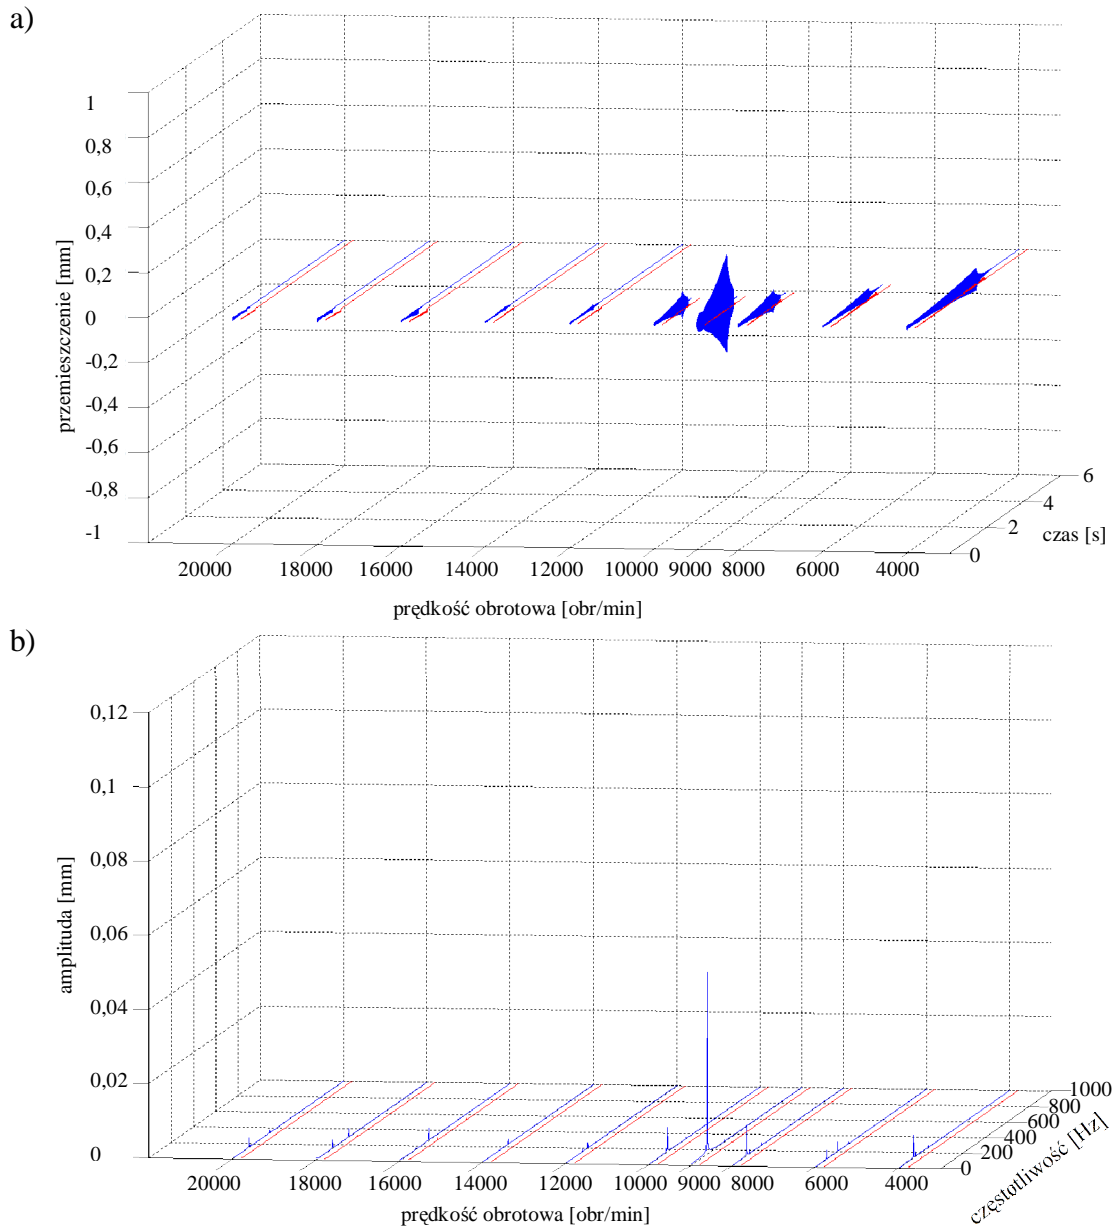 a)
1
0,8
0,6
0,4
0,2
0
-0,2
-0,4
-0,6
-0,8
-1
przemieszczenie [mm]
20000 18000 16000 14000 12000 10000 9000 8000 6000 4000
prędkość obrotowa [obr/min]
0 2 4 6
czas [s]
b)
0,12
0,1
0,08
0,06
0,04
0,02
0
amplituda [mm]
20000 18000 16000 14000 12000 10000 9000 8000 6000 4000
prędkość obrotowa [obr/min]
0 200 400 600 800 1000
częstotliwość [Hz]